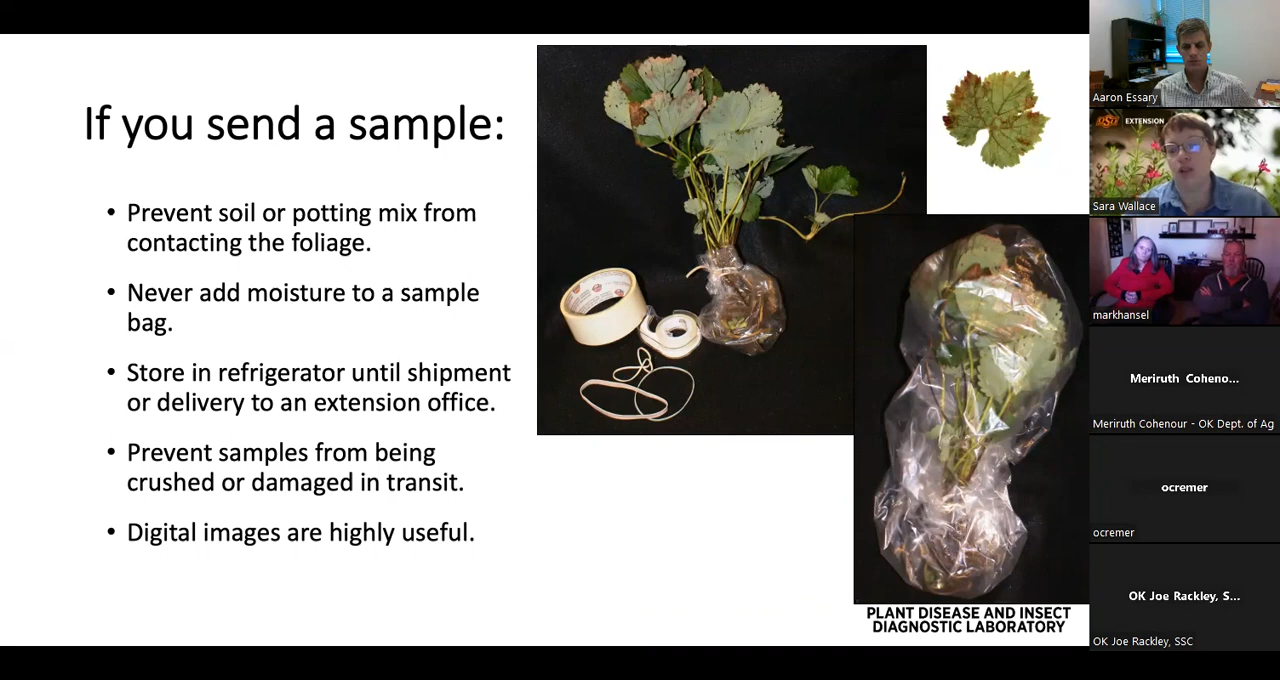 If you send a sample:
• Prevent soil or potting mix from
contacting the foliage.
• Never add moisture to a sample
bag.
• Store in refrigerator until shipment
or delivery to an extension office.
• Prevent samples from being
crushed or damaged in transit.
• Digital images are highly useful.
PLANT DISEASE AND INSECT
DIAGNOSTIC LABORATORY
Aaron Essary
EXTENSION
Sara Wallace
markhansel
Meriruth Coheno...
Meriruth Cohenour - OK Dept. of Ag
ocremer
ocremer
OK Joe Rackley, S...
OK Joe Rackley, SSC